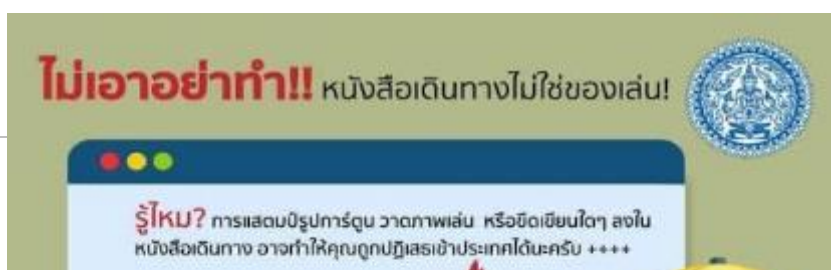 ไม่เอาอย่าทำ!! หนังสือเดินทางไม่ใช่ของเล่น!
รู้ไหม? การแสตมป์รูปการ์ตูน วาดภาพเล่น หรือขีดเขียนใดๆ ลงใน
หนังสือเดินทาง อาจทำให้คุณถูกปฏิเสธเข้าประเทศได้นะครับ ++++